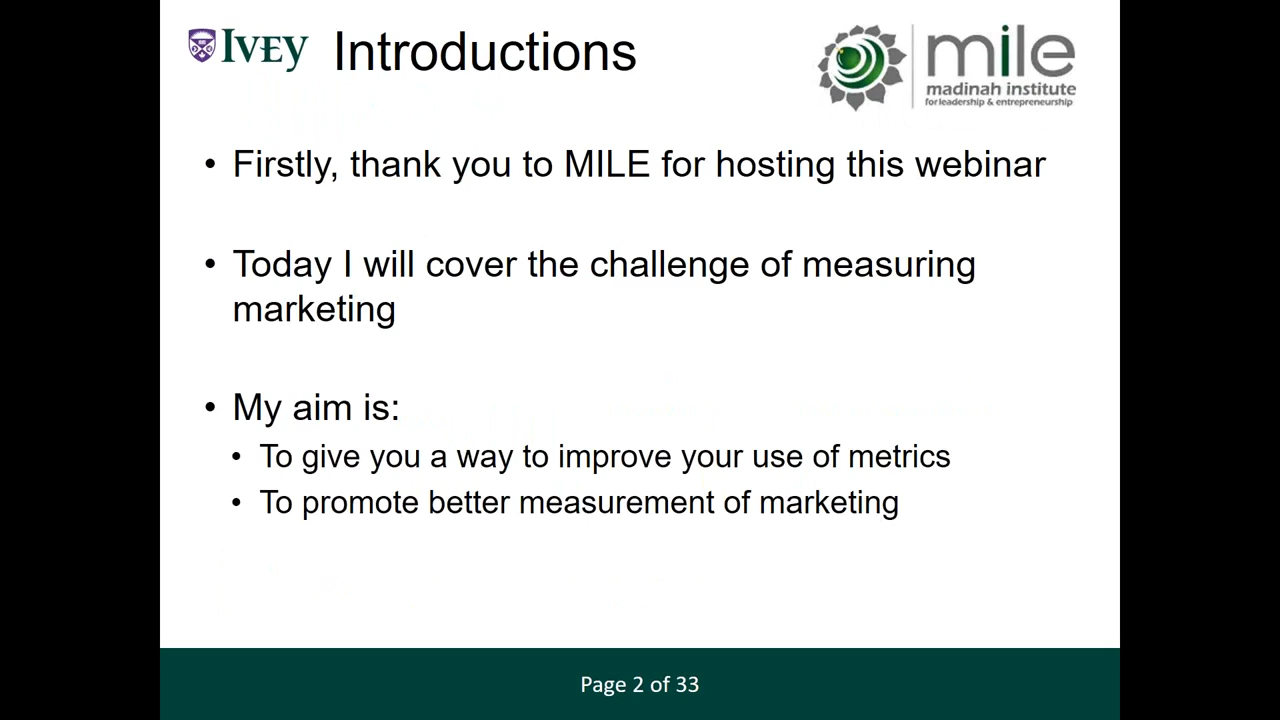 IVEY Introductions
mile
madinah institute
for leadership & entrepreneurship
• Firstly, thank you to MILE for hosting this webinar
• Today I will cover the challenge of measuring
marketing
• My aim is:
• To give you a way to improve your use of metrics
• To promote better measurement of marketing
Page 2 of 33